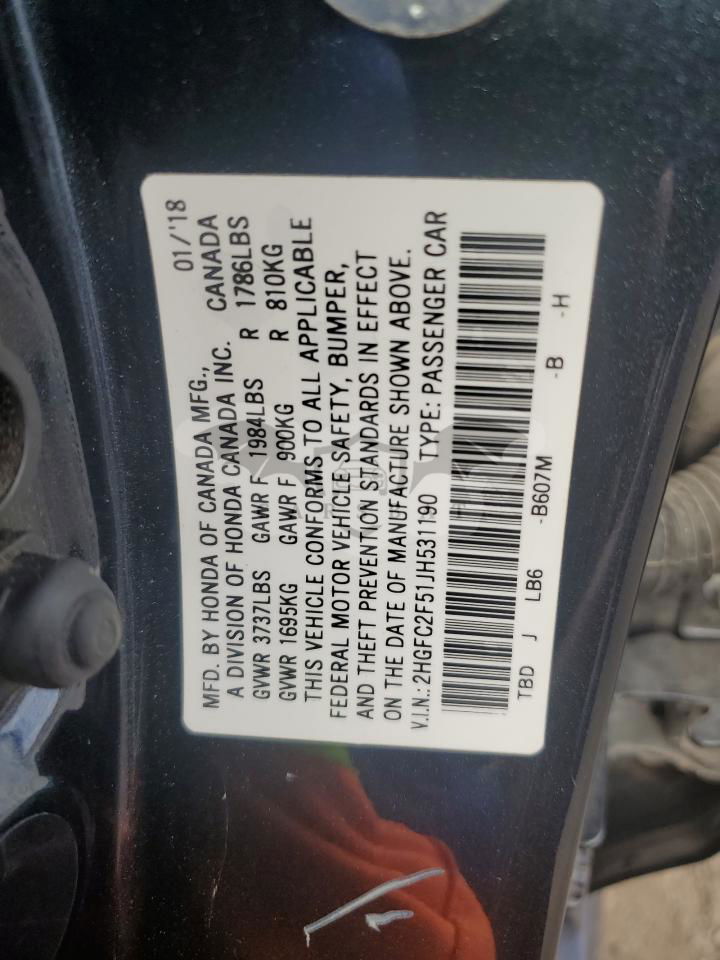 01/'18
MFD. BY HONDA OF CANADA MFG.,
A DIVISION OF HONDA CANADA INC. CANADA
GVWR 3737LBS GAWR F 1984LBS R 1786LBS
GVWR 1695KG GAWR F 900KG R 810KG
THIS VEHICLE CONFORMS TO ALL APPLICABLE
FEDERAL MOTOR VEHICLE SAFETY, BUMPER,
AND THEFT PREVENTION STANDARDS IN EFFECT
ON THE DATE OF MANUFACTURE SHOWN ABOVE.
V.I.N.: 2HGFC2F51JH531190 TYPE: PASSENGER CAR
TBD J LB6 -B607M -B -H